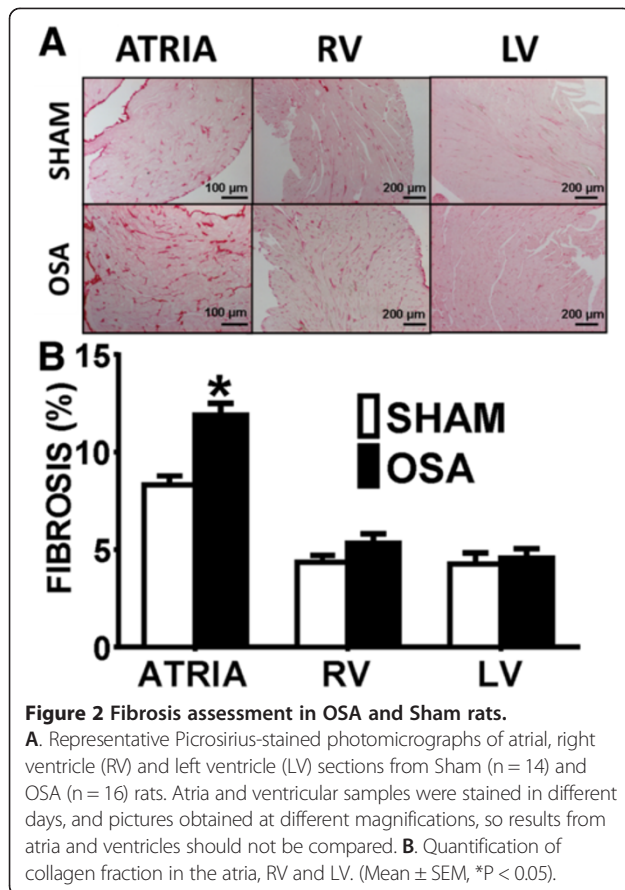 A
ATRIA RV LV
SHAM
100 µm
200 µm
200 µm
OSA
100 µm
200 µm
200 µm
B
15
*
SHAM
OSA
10
FIBROSIS (%)
5
0
ATRIA RV LV
Figure 2 Fibrosis assessment in OSA and Sham rats.
A. Representative Picrosirius-stained photomicrographs of atrial, right
ventricle (RV) and left ventricle (LV) sections from Sham (n = 14) and
OSA (n = 16) rats. Atria and ventricular samples were stained in different
days, and pictures obtained at different magnifications, so results from
atria and ventricles should not be compared. B. Quantification of
collagen fraction in the atria, RV and LV. (Mean ± SEM, *P < 0.05).